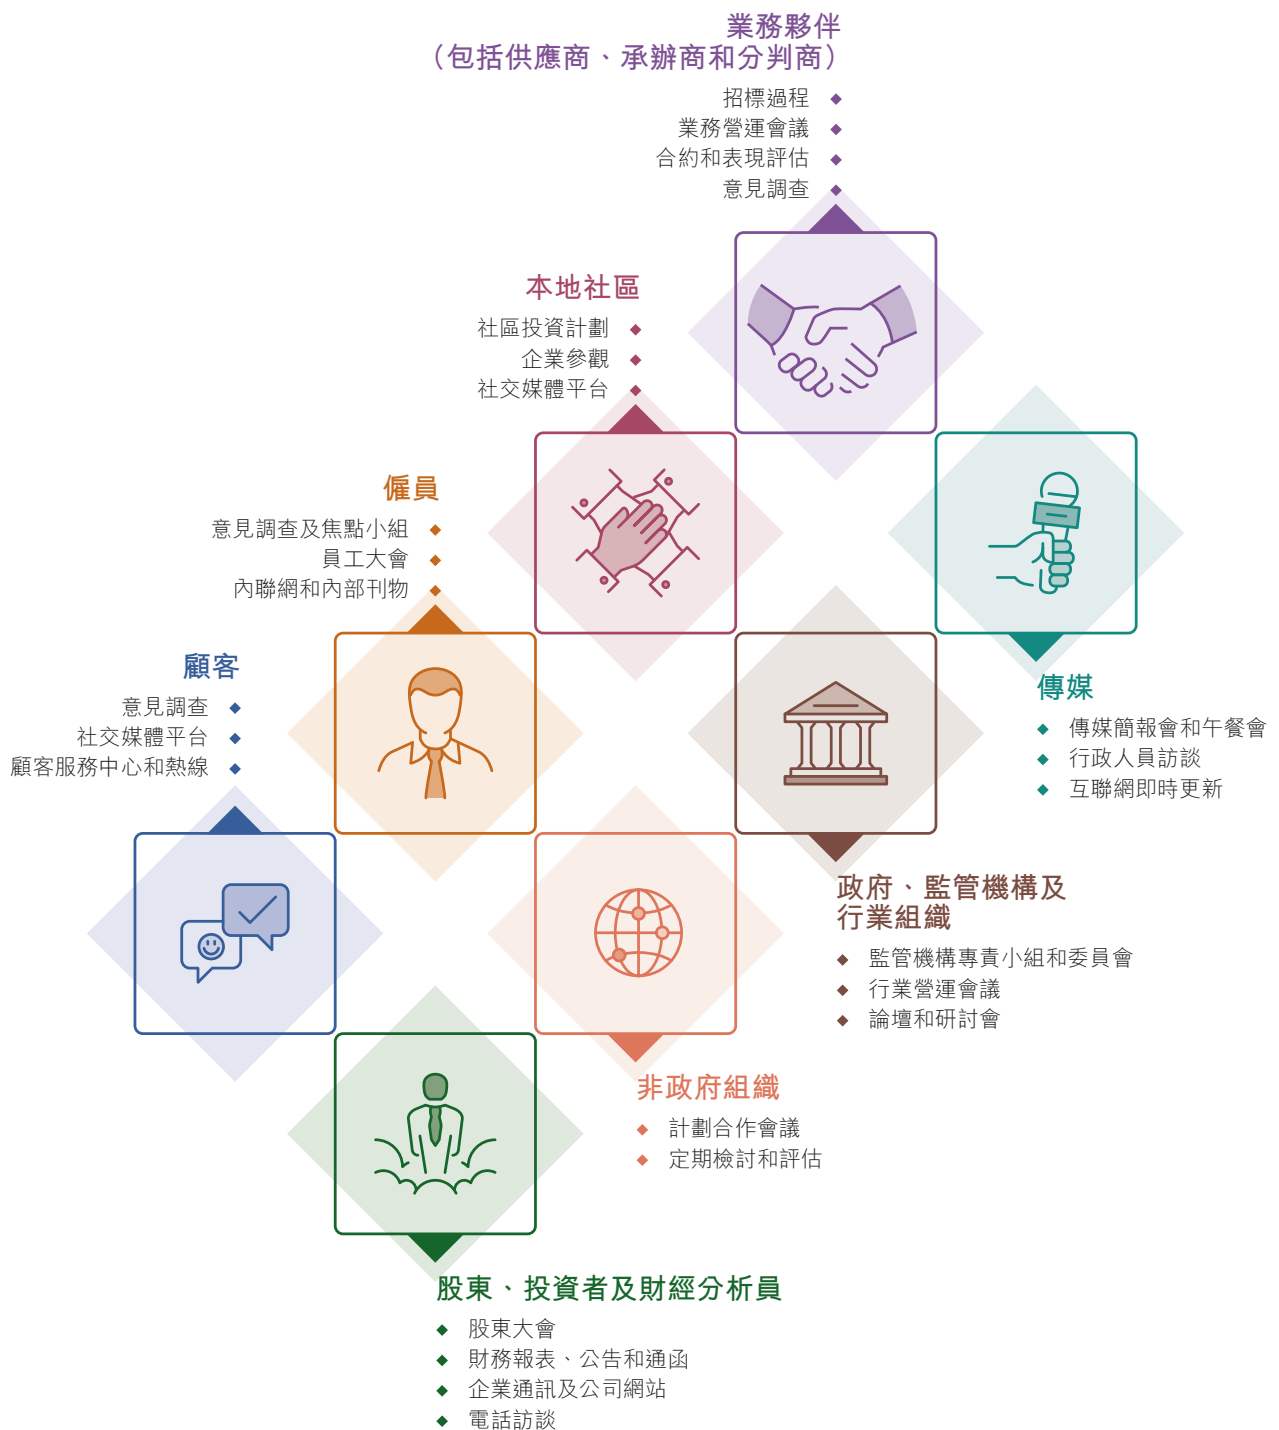 業務夥伴
（包括供應商、承辦商和分判商）
招標過程
業務營運會議
合約和表現評估
意見調查
本地社區
社區投資計劃
企業參觀
社交媒體平台
僱員
意見調查及焦點小組
員工大會
內聯網和內部刊物
顧客
意見調查
社交媒體平台
顧客服務中心和熱線
傳媒
傳媒簡報會和午餐會
行政人員訪談
互聯網即時更新
政府、監管機構及
行業組織
監管機構專責小組和委員會
行業營運會議
論壇和研討會
非政府組織
計劃合作會議
定期檢討和評估
股東、投資者及財經分析員
股東大會
財務報表、公告和通函
企業通訊及公司網站
電話訪談